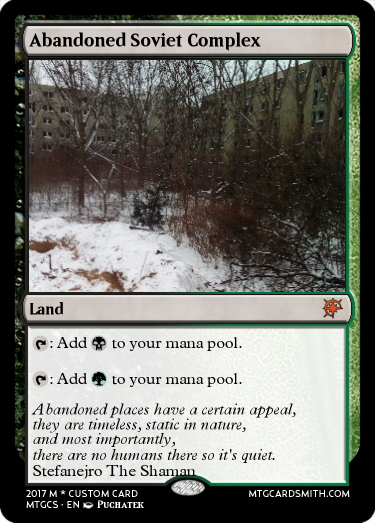 Abandoned Soviet Complex
Land
: Add to your mana pool.
: Add to your mana pool.
Abandoned places have a certain appeal,
they are timeless, static in nature,
and most importantly,
there are no humans there so it's quiet.
Stefanejro The Shaman
2017 M * CUSTOM CARD
MTGCS · EN PUCHATEK
MTGCARDSMITH.COM